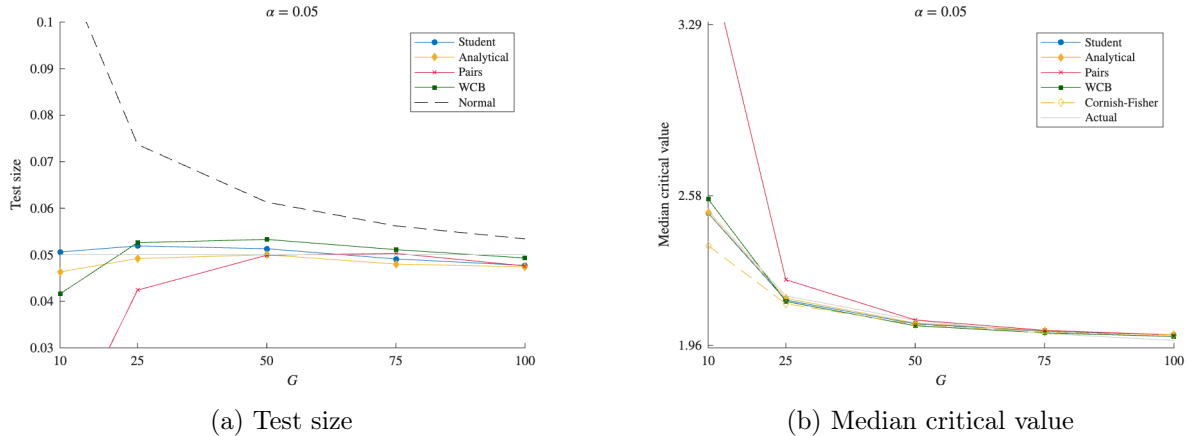 α = 0.05
0.1
0.09
0.08
0.07
0.06
0.05
0.04
0.03
Test size
10
25
50
75
100
G
Student
Analytical
Pairs
WCB
Normal
(a) Test size
α = 0.05
3.29
2.58
1.96
Median critical value
10
25
50
75
100
G
Student
Analytical
Pairs
WCB
Cornish-Fisher
Actual
(b) Median critical value